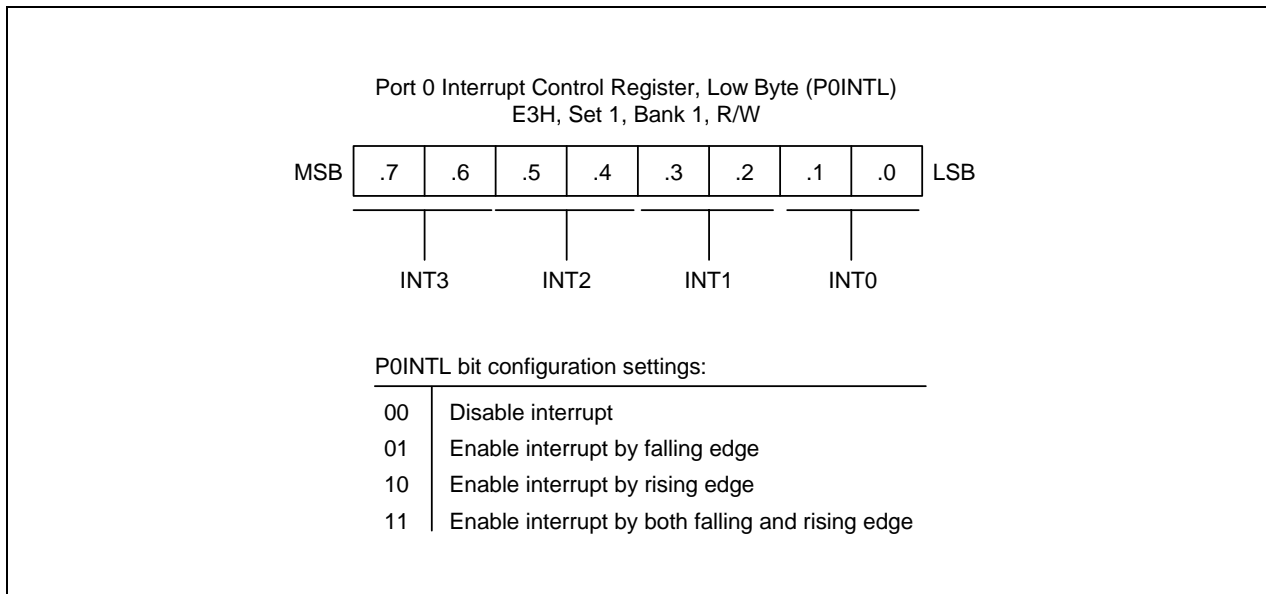 Port 0 Interrupt Control Register, Low Byte (P0INTL)
E3H, Set 1, Bank 1, R/W
MSB .7 .6 .5 .4 .3 .2 .1 .0 LSB
INT3 INT2 INT1 INT0
P0INTL bit configuration settings:
00 Disable interrupt
01 Enable interrupt by falling edge
10 Enable interrupt by rising edge
11 Enable interrupt by both falling and rising edge